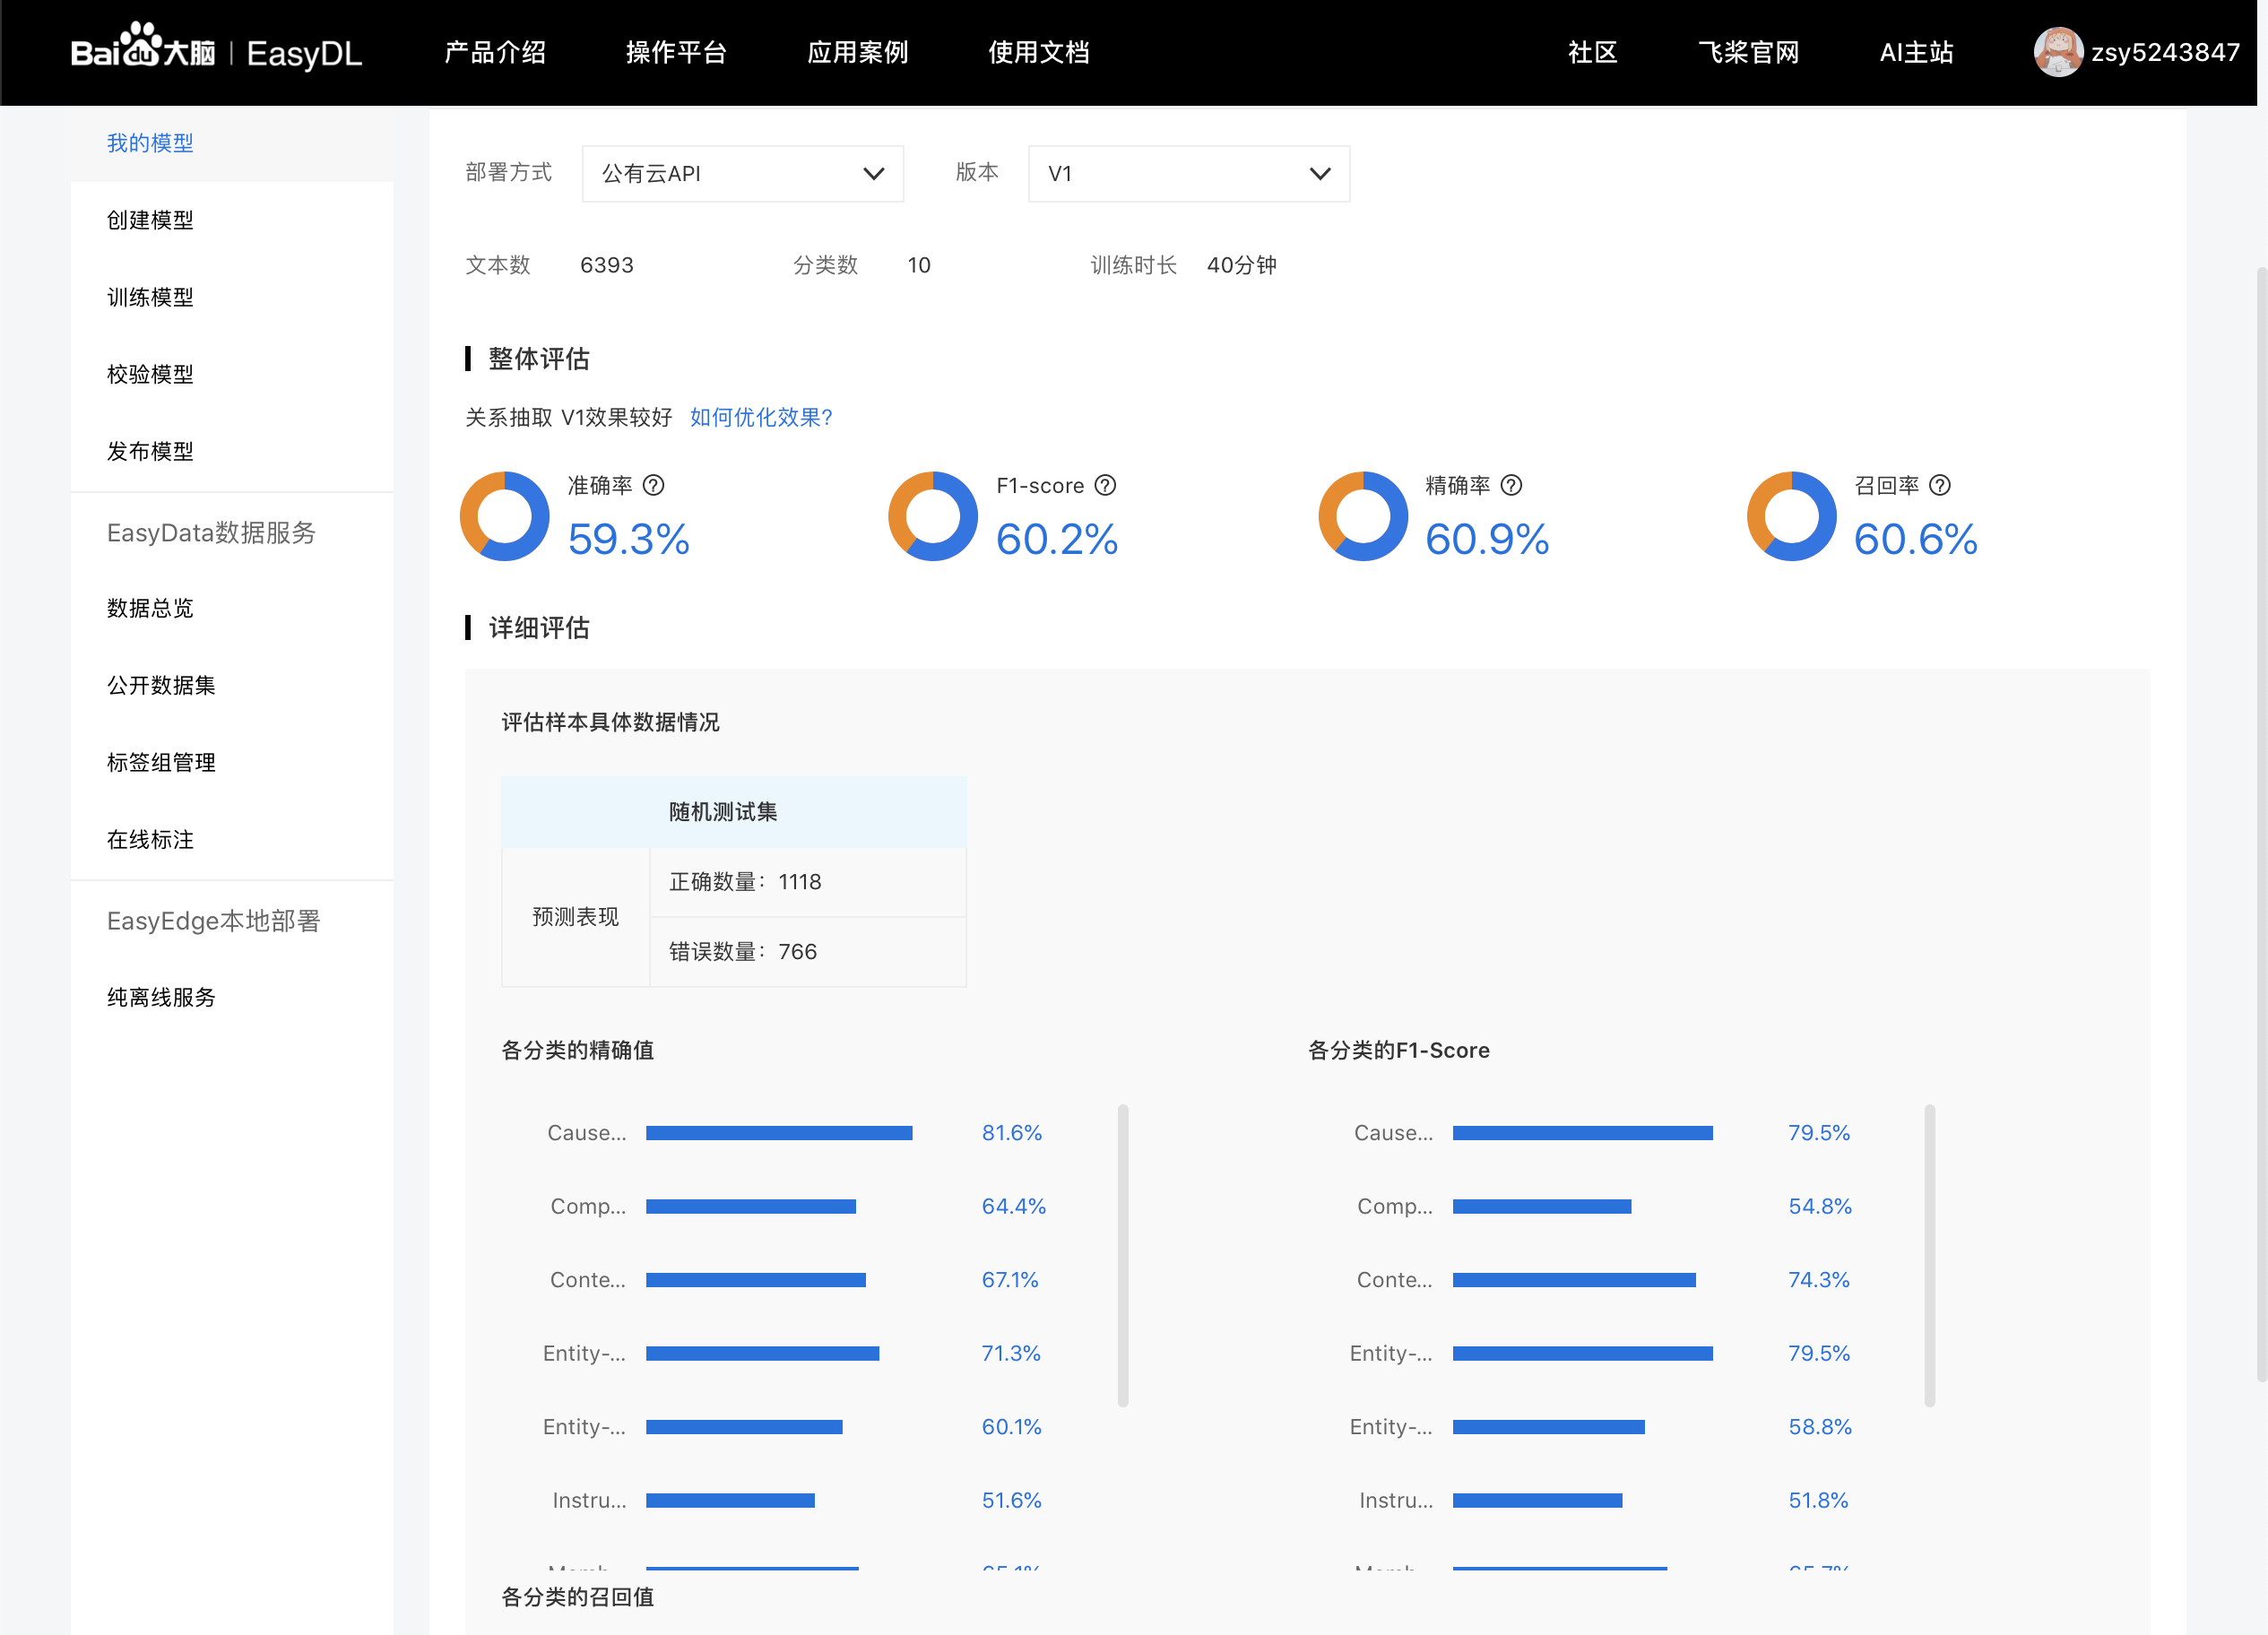 Baidu大脑 | EasyDL 产品介绍 操作平台 应用案例 使用文档 社区 飞桨官网 AI主站 zsy5243847
我的模型
创建模型
训练模型
校验模型
发布模型
EasyData数据服务
数据总览
公开数据集
标签组管理
在线标注
EasyEdge本地部署
纯离线服务
部署方式 公有云API 版本 V1
文本数 6393 分类数 10 训练时长 40分钟
整体评估
关系抽取 V1效果较好 如何优化效果?
准确率 ? F1-score ? 精确率 ? 召回率 ?
59.3% 60.2% 60.9% 60.6%
详细评估
评估样本具体数据情况
随机测试集
预测表现
正确数量：1118
错误数量：766
各分类的精确值
Cause... 81.6%
Comp... 64.4%
Conte... 67.1%
Entity-... 71.3%
Entity-... 60.1%
Instru... 51.6%
各分类的F1-Score
Cause... 79.5%
Comp... 54.8%
Conte... 74.3%
Entity-... 79.5%
Entity-... 58.8%
Instru... 51.8%
各分类的召回值